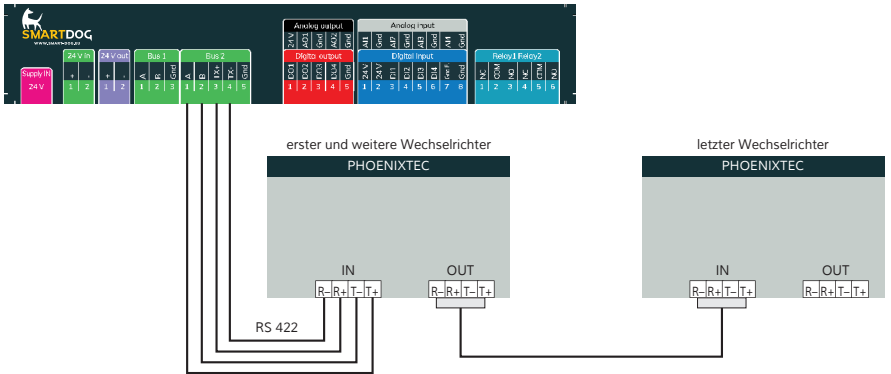 SMARTDOG
WWW.SMART-DOG.EU
Supply IN
24 V
24 V in
+ -
1 2
24 V out
+ -
1 2
Bus 1
A B Gnd
1 2 3
Bus 2
A B TX+ TX- Gnd
1 2 3 4 5
Analog output
24V AO1 Gnd AO2 Gnd
Digital output
DO1 DO2 DO3 DO4 Gnd
1 2 3 4 5
Analog input
AI1 Gnd AI2 Gnd AI3 Gnd AI4 Gnd
Digital input
24 V 24 V DI1 DI2 DI3 DI4 Gnd Gnd
1 2 3 4 5 6 7 8
Relay1 Relay2
NC COM NO NC COM NO
1 2 3 4 5 6
erster und weitere Wechselrichter
PHOENIXTEC
IN
R- R+ T- T+
OUT
R- R+ T- T+
letzter Wechselrichter
PHOENIXTEC
IN
R- R+ T- T+
OUT
R- R+ T- T+
RS 422